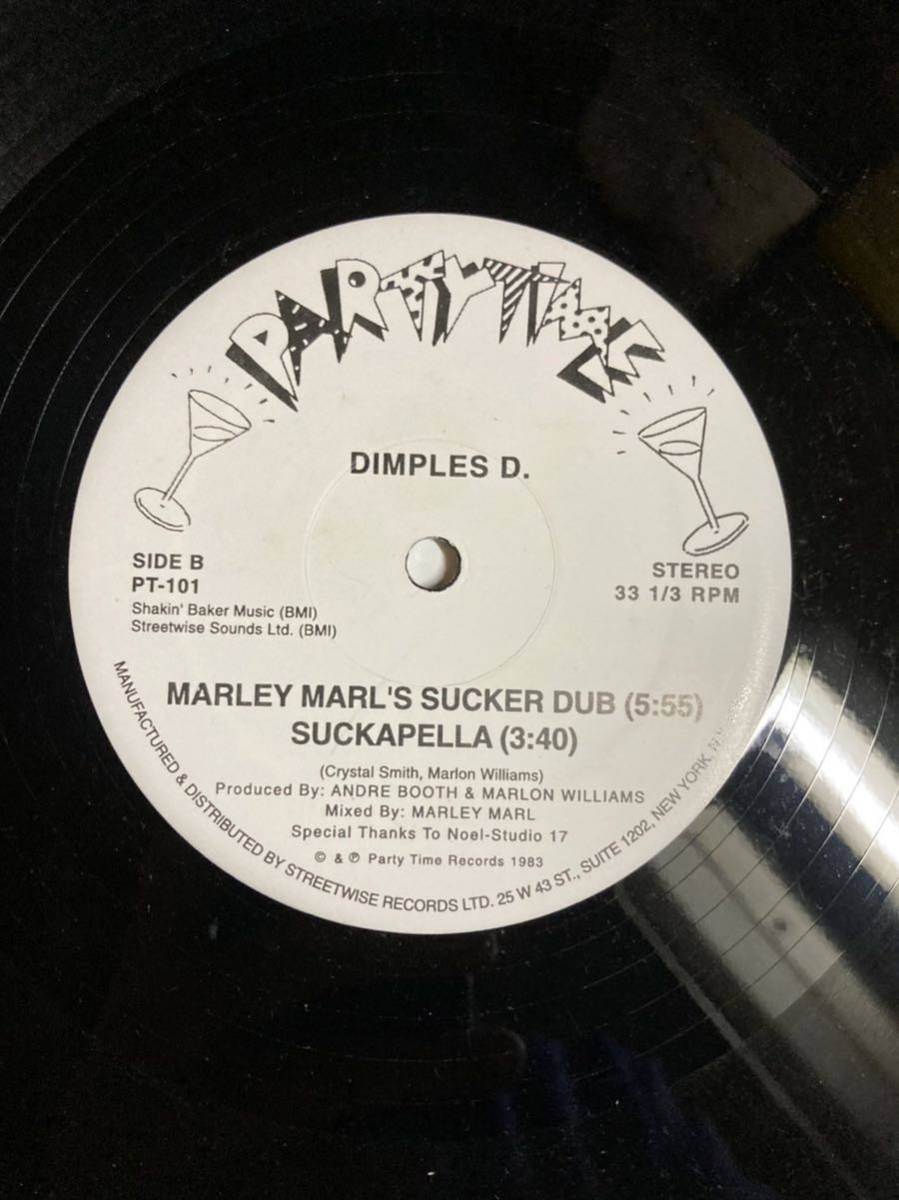 PARTYTIME
DIMPLES D.
SIDE B
PT-101
Shakin' Baker Music (BMI)
Streetwise Sounds Ltd. (BMI)
STEREO
33 1/3 RPM
MARLEY MARL'S SUCKER DUB (5:55)
SUCKAPELLA (3:40)
(Crystal Smith, Marlon Williams)
Produced By: ANDRE BOOTH & MARLON WILLIAMS
Mixed By: MARLEY MARL
Special Thanks To Noel-Studio 17
© & ℗ Party Time Records 1983
MANUFACTURED & DISTRIBUTED BY STREETWISE RECORDS LTD. 25 W 43 ST., SUITE 1202, NEW YORK, N.Y.